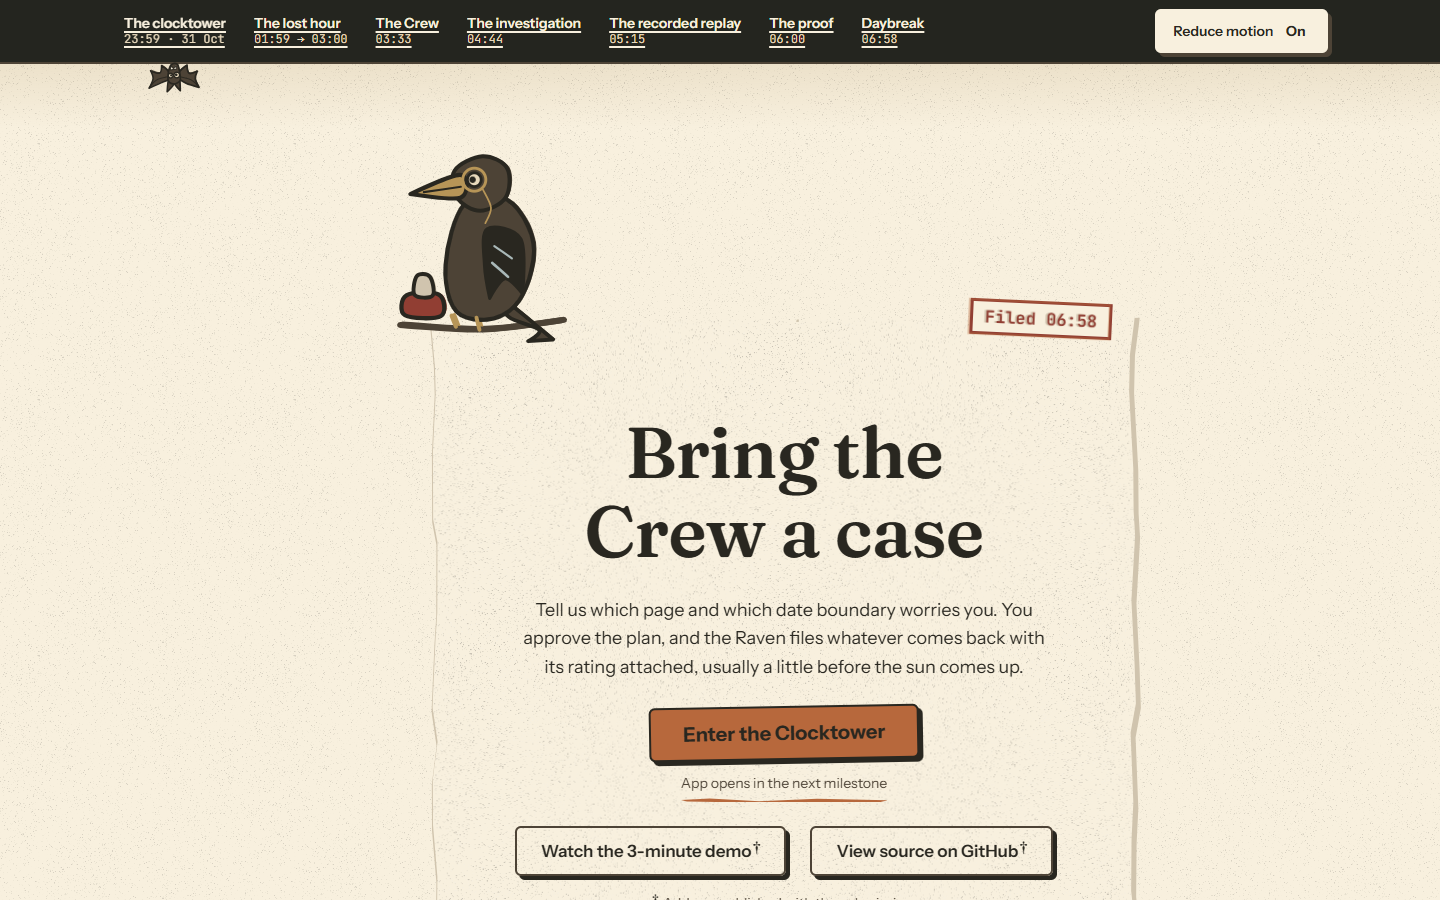 The clocktower
23:59 · 31 Oct
The lost hour
01:59 → 03:00
The Crew
03:33
The investigation
04:44
The recorded replay
05:15
The proof
06:00
Daybreak
06:58
Reduce motion On
Filed 06:58
Bring the
Crew a case
Tell us which page and which date boundary worries you. You
approve the plan, and the Raven files whatever comes back with
its rating attached, usually a little before the sun comes up.
Enter the Clocktower
App opens in the next milestone
Watch the 3-minute demo†
View source on GitHub†